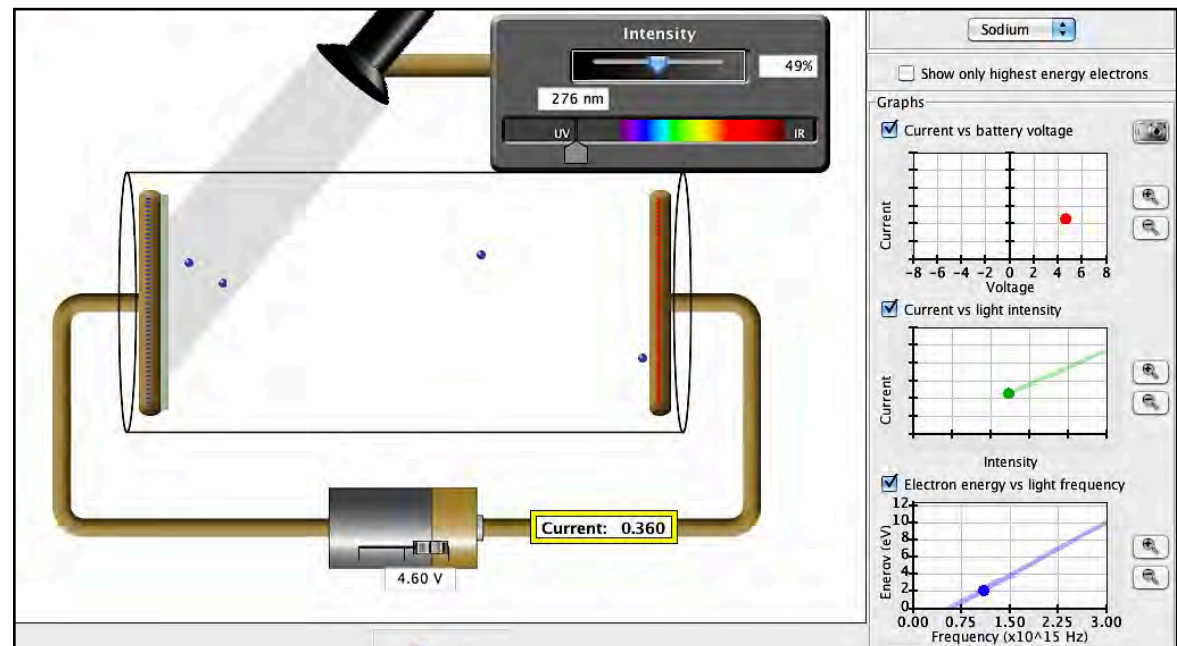 Intensity
49%
276 nm
UV
IR
Current: 0.360
4.60 V
Sodium
Show only highest energy electrons
Graphs
Current vs battery voltage
Current
-8 -6 -4 -2 0 2 4 6 8
Voltage
Current vs light intensity
Current
Intensity
Electron energy vs light frequency
Energy (eV)
12
10
8
6
4
2
0
0.00 0.75 1.50 2.25 3.00
Frequency (x10^15 Hz)